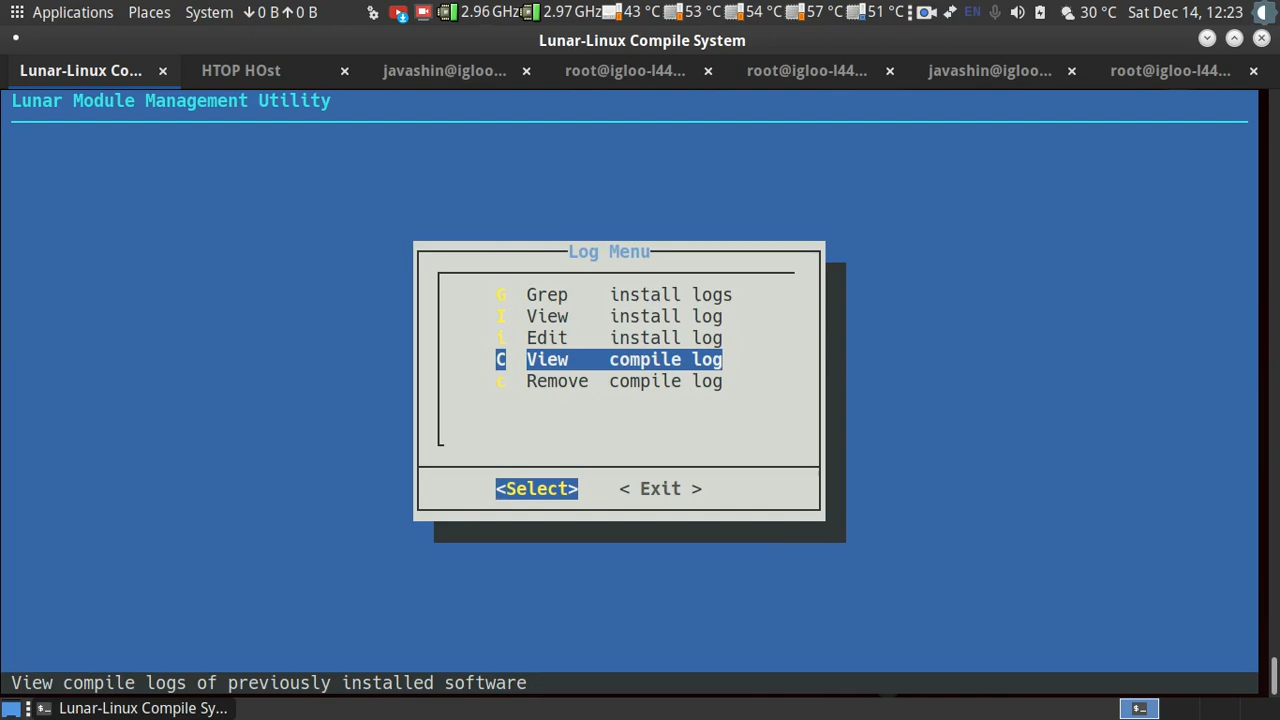 Applications Places System 0 B 0 B 2.96 GHz 2.97 GHz 43 °C 53 °C 54 °C 57 °C 51 °C EN 30 °C Sat Dec 14, 12:23
Lunar-Linux Compile System
Lunar-Linux Co... HTOP HOst javashin@igloo... root@igloo-l44... root@igloo-l44... javashin@igloo... root@igloo-l44...
Lunar Module Management Utility
Log Menu
G Grep install logs
I View install log
i Edit install log
C View compile log
c Remove compile log
<Select> < Exit >
View compile logs of previously installed software
Lunar-Linux Compile Sy...